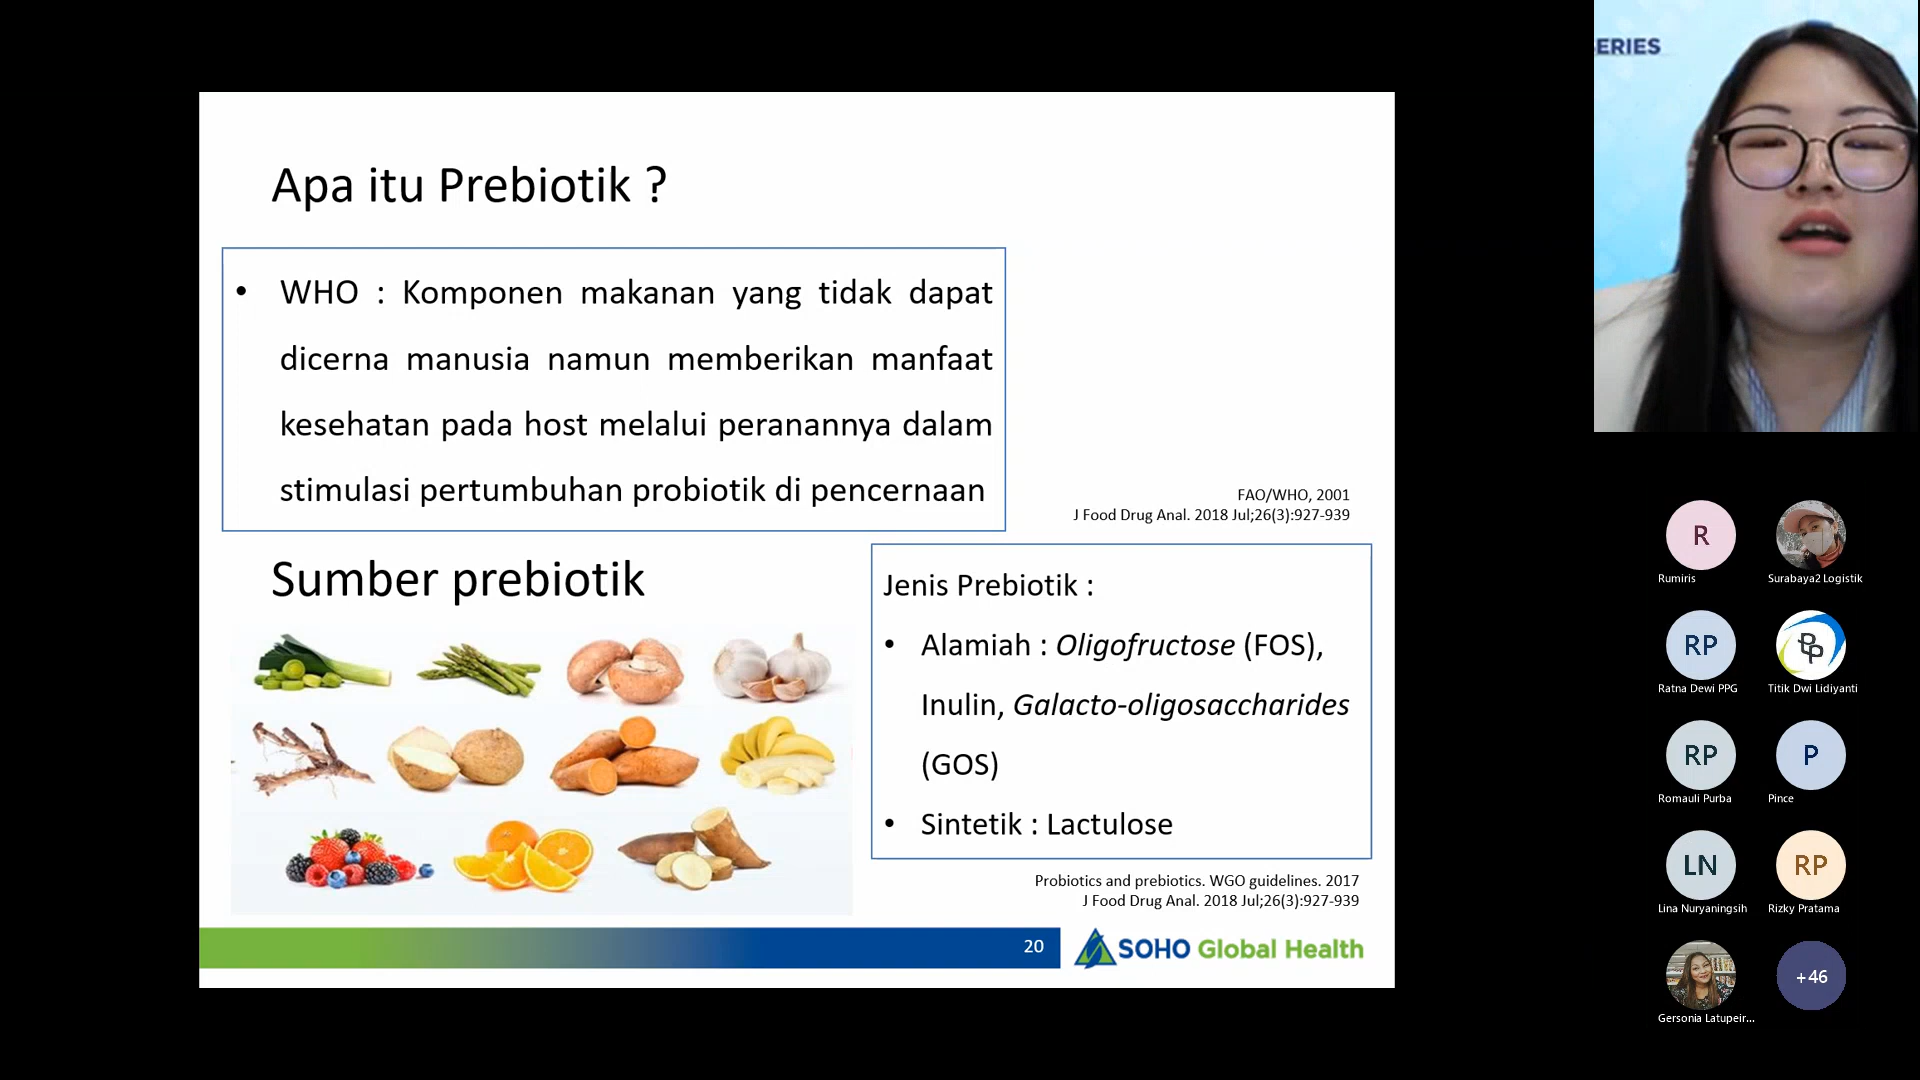 Apa itu Prebiotik ?
• WHO : Komponen makanan yang tidak dapat
dicerna manusia namun memberikan manfaat
kesehatan pada host melalui peranannya dalam
stimulasi pertumbuhan probiotik di pencernaan
FAO/WHO, 2001
J Food Drug Anal. 2018 Jul;26(3):927-939
Sumber prebiotik
Jenis Prebiotik :
• Alamiah : Oligofructose (FOS),
Inulin, Galacto-oligosaccharides
(GOS)
• Sintetik : Lactulose
Probiotics and prebiotics. WGO guidelines. 2017
J Food Drug Anal. 2018 Jul;26(3):927-939
20
SOHO Global Health
ERIES
R
Rumiris
Surabaya2 Logistik
RP
Ratna Dewi PPG
Titik Dwi Lidiyanti
RP
Romauli Purba
P
Pince
LN
Lina Nuryaningsih
RP
Rizky Pratama
Gersonia Latupeir...
+46